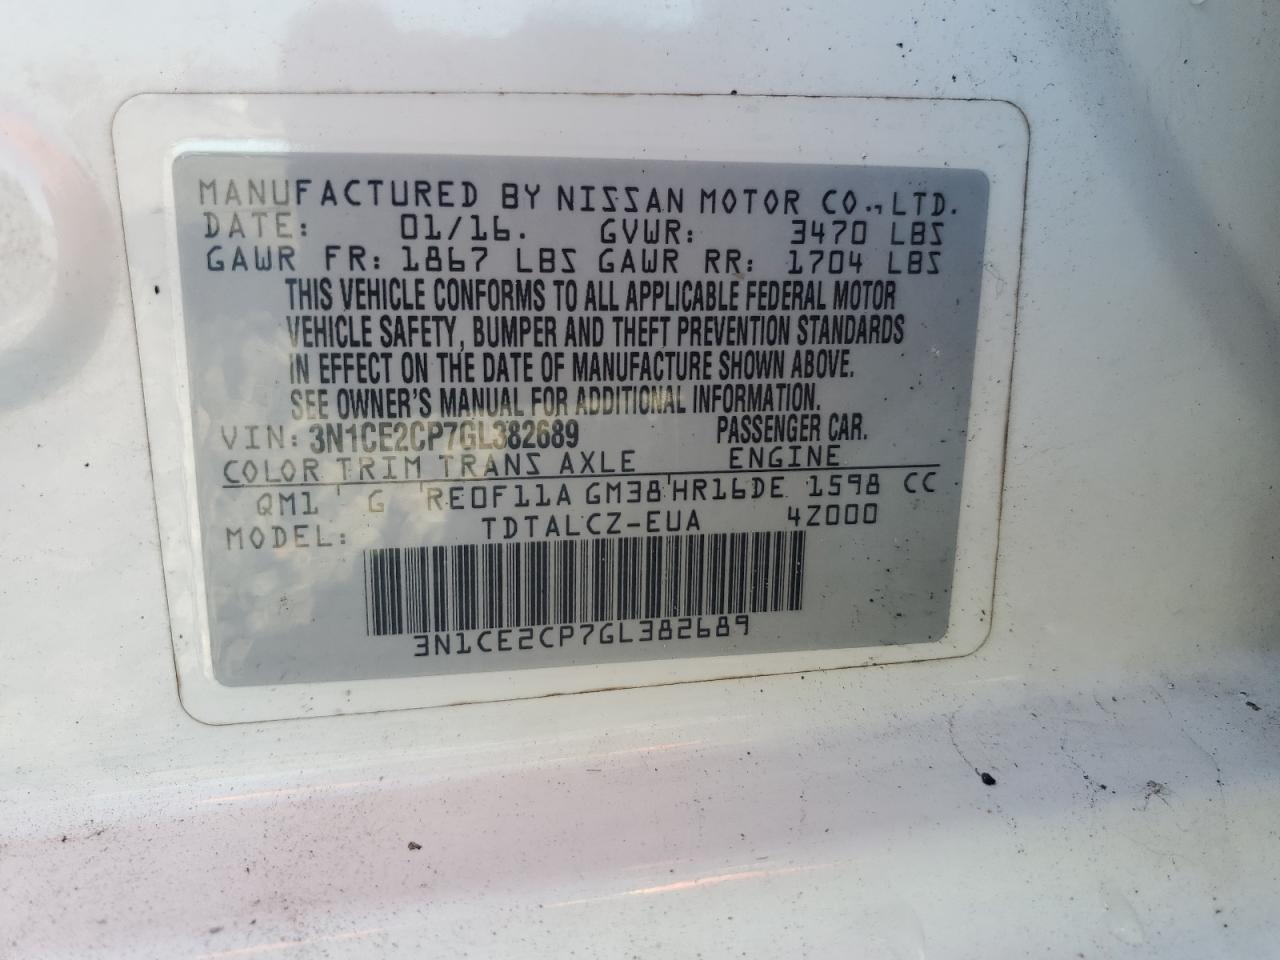 MANUFACTURED BY NISSAN MOTOR CO., LTD.
DATE: 01/16. GVWR: 3470 LBS
GAWR FR: 1867 LBS GAWR RR: 1704 LBS
THIS VEHICLE CONFORMS TO ALL APPLICABLE FEDERAL MOTOR
VEHICLE SAFETY, BUMPER AND THEFT PREVENTION STANDARDS
IN EFFECT ON THE DATE OF MANUFACTURE SHOWN ABOVE.
SEE OWNER'S MANUAL FOR ADDITIONAL INFORMATION.
VIN: 3N1CE2CP7GL382689 PASSENGER CAR.
COLOR TRIM TRANS AXLE ENGINE
QM1 G RE0F11A GM38 HR16DE 1598 CC
MODEL: TDTALCZ-EUA 4Z000
3N1CE2CP7GL382689